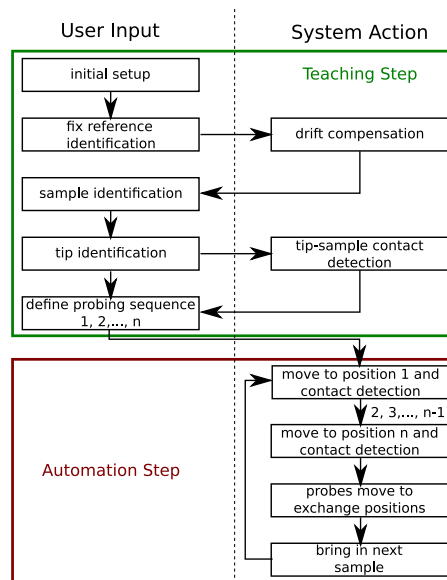 User Input
System Action
initial setup
Teaching Step
fix reference
identification
drift compensation
sample identification
tip identification
tip-sample contact
detection
define probing sequence
1, 2,..., n
move to position 1 and
contact detection
2, 3,..., n-1
move to position n and
contact detection
Automation Step
probes move to
exchange positions
bring in next
sample